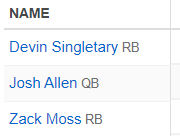 NAME
Devin Singletary RB
Josh Allen QB
Zack Moss RB